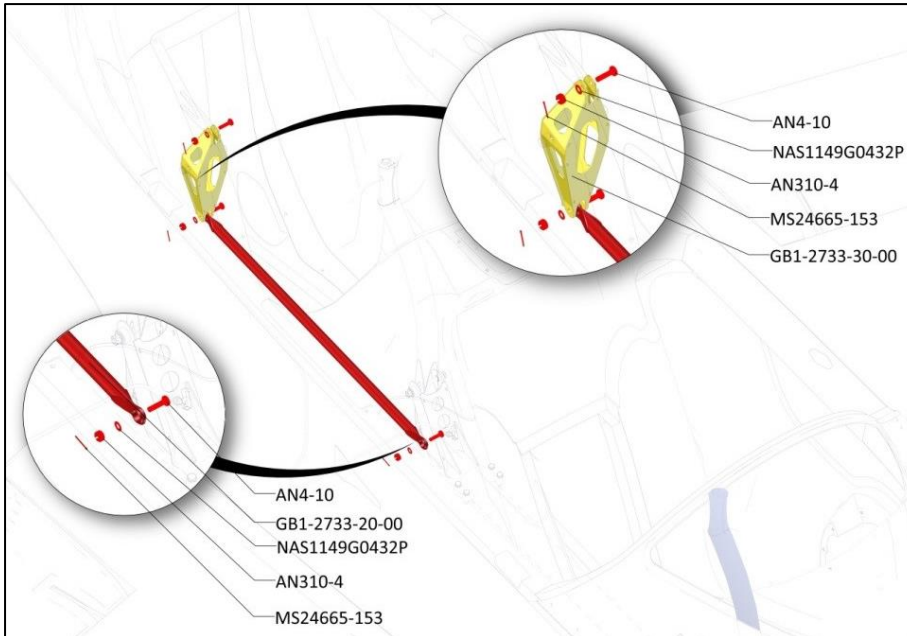 AN4-10
NAS1149G0432P
AN310-4
MS24665-153
GB1-2733-30-00
AN4-10
GB1-2733-20-00
NAS1149G0432P
AN310-4
MS24665-153